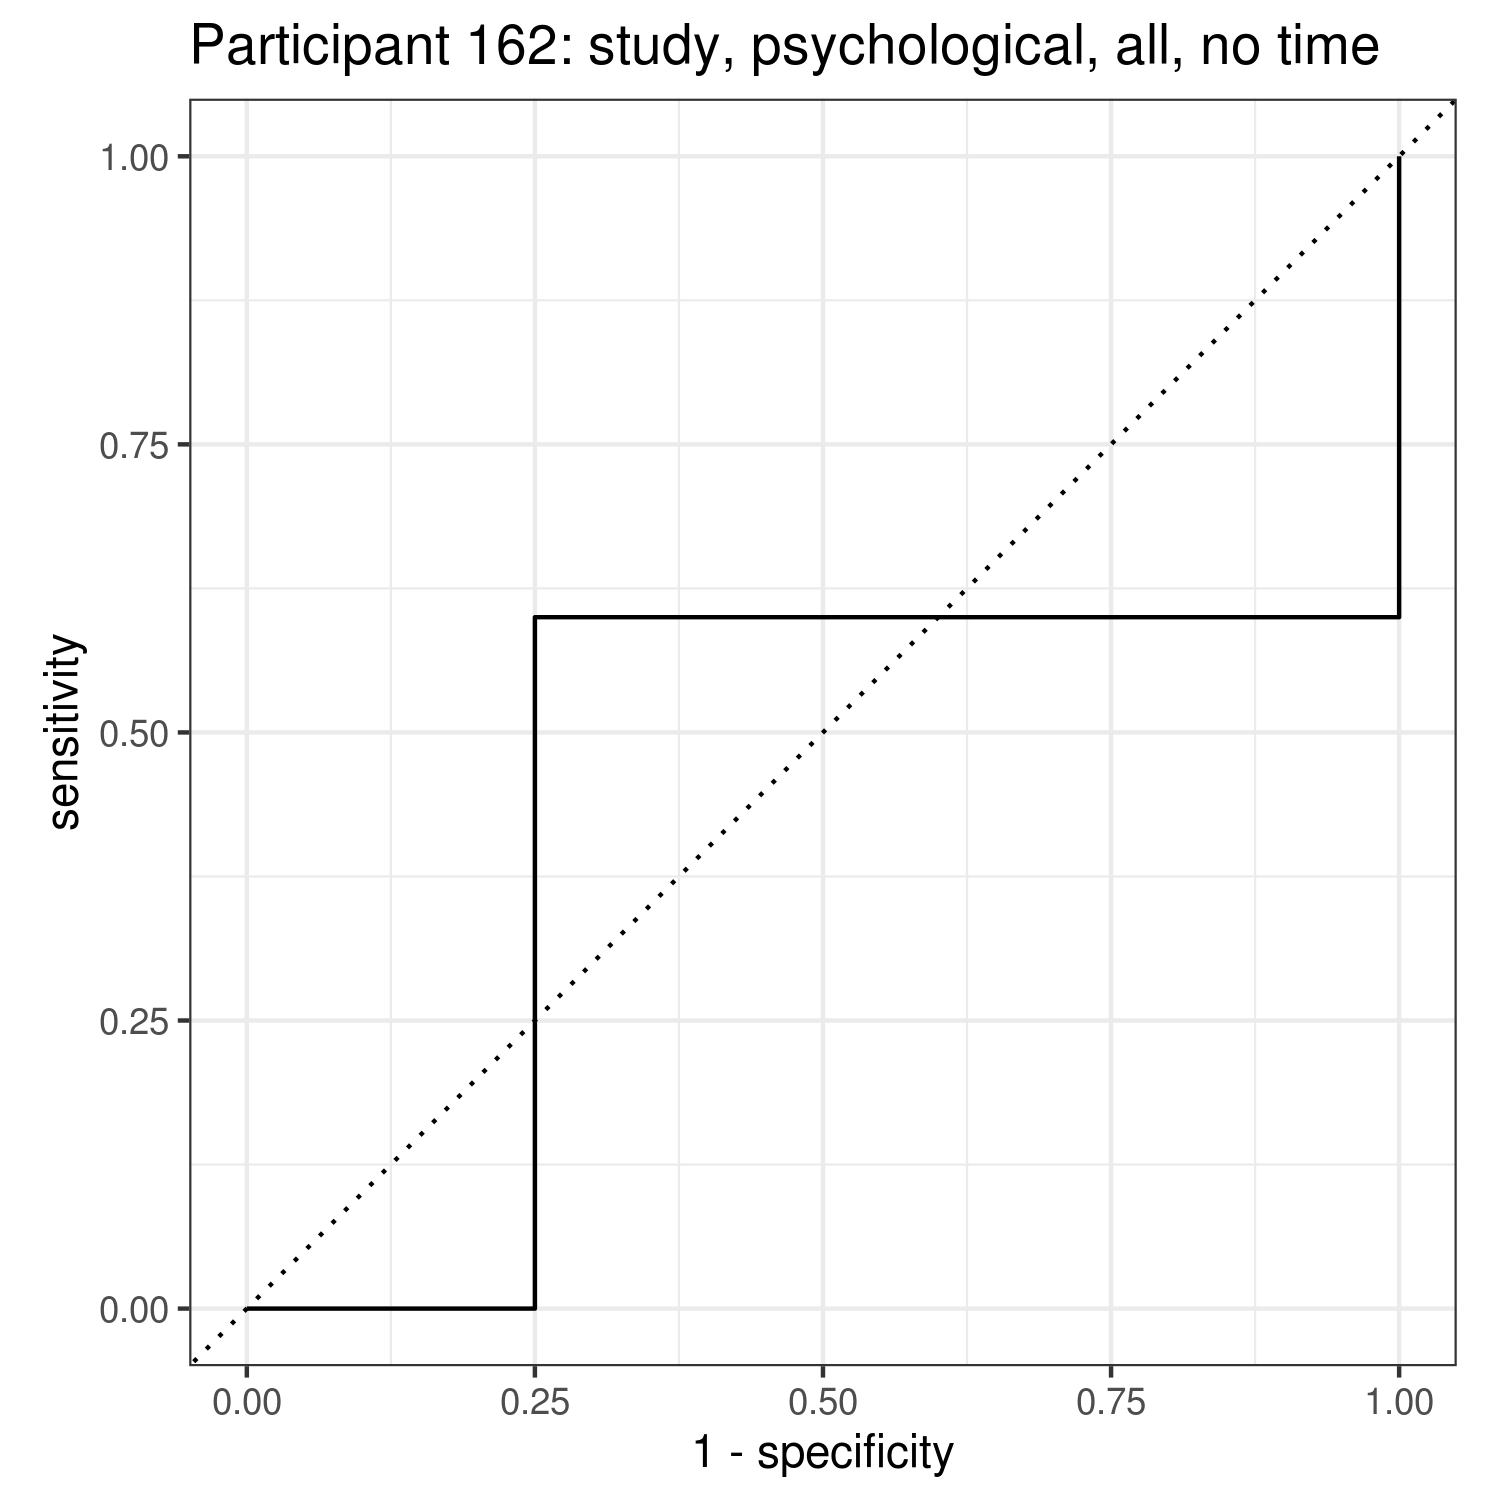 Participant 162: study, psychological, all, no time
1.00
0.75
0.50
0.25
0.00
sensitivity
0.00 0.25 0.50 0.75 1.00
1 - specificity